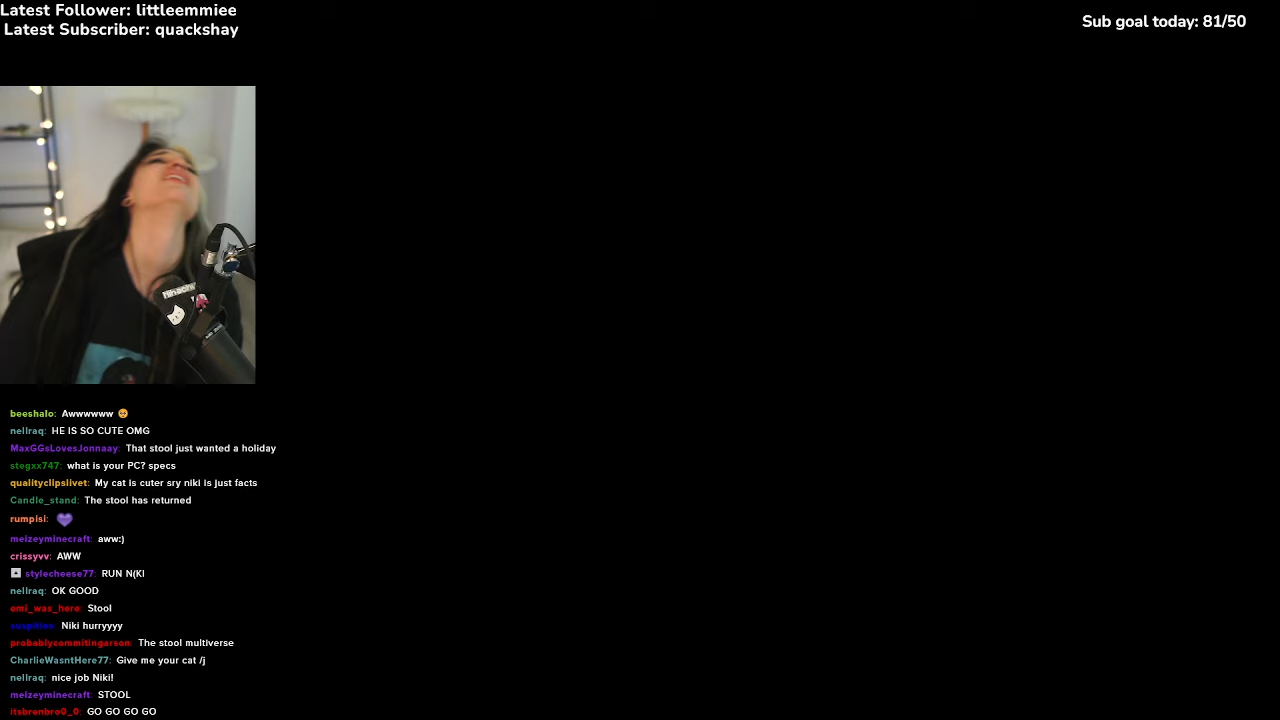 Latest Follower: littleemmiee
Latest Subscriber: quackshay
Sub goal today: 81/50
beeshalo: Awwwwww 🥹
nellraq: HE IS SO CUTE OMG
MaxGGsLovesJonnaay: That stool just wanted a holiday
stegxx747: what is your PC? specs
qualityclipslivet: My cat is cuter sry niki is just facts
Candle_stand: The stool has returned
rumpisi: 💜
meizeyminecraft: aww:)
crissyvv: AWW
stylecheese77: RUN N(KI
nellraq: OK GOOD
omi_was_here: Stool
Niki hurryyyy
probablycommitingarson: The stool multiverse
CharlieWasntHere77: Give me your cat /j
nellraq: nice job Niki!
meizeyminecraft: STOOL
itsbrenbro0_0: GO GO GO GO